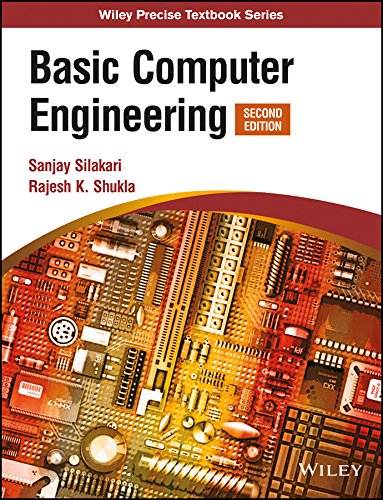 Wiley Precise Textbook Series
Basic Computer
Engineering
SECOND
EDITION
Sanjay Silakari
Rajesh K. Shukla
WILEY